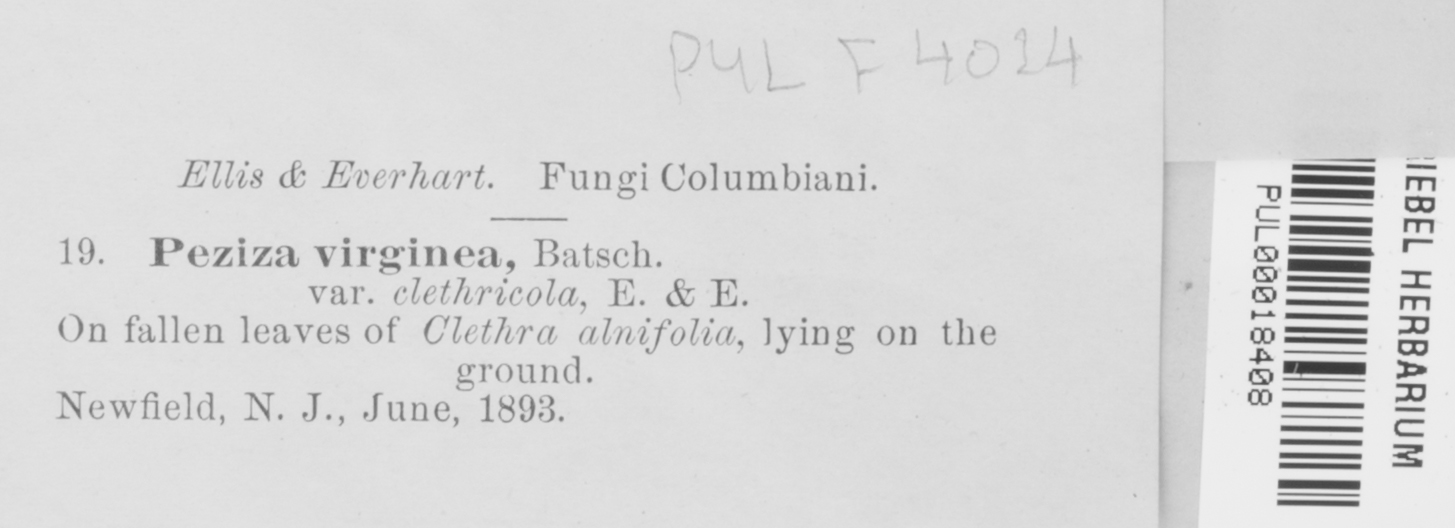 PUL F 4024
Ellis & Everhart. Fungi Columbiani.
19. Peziza virginea, Batsch.
var. clethricola, E. & E.
On fallen leaves of Clethra alnifolia, lying on the
ground.
Newfield, N. J., June, 1893.
PUL00018408
IEBEL HERBARIUM